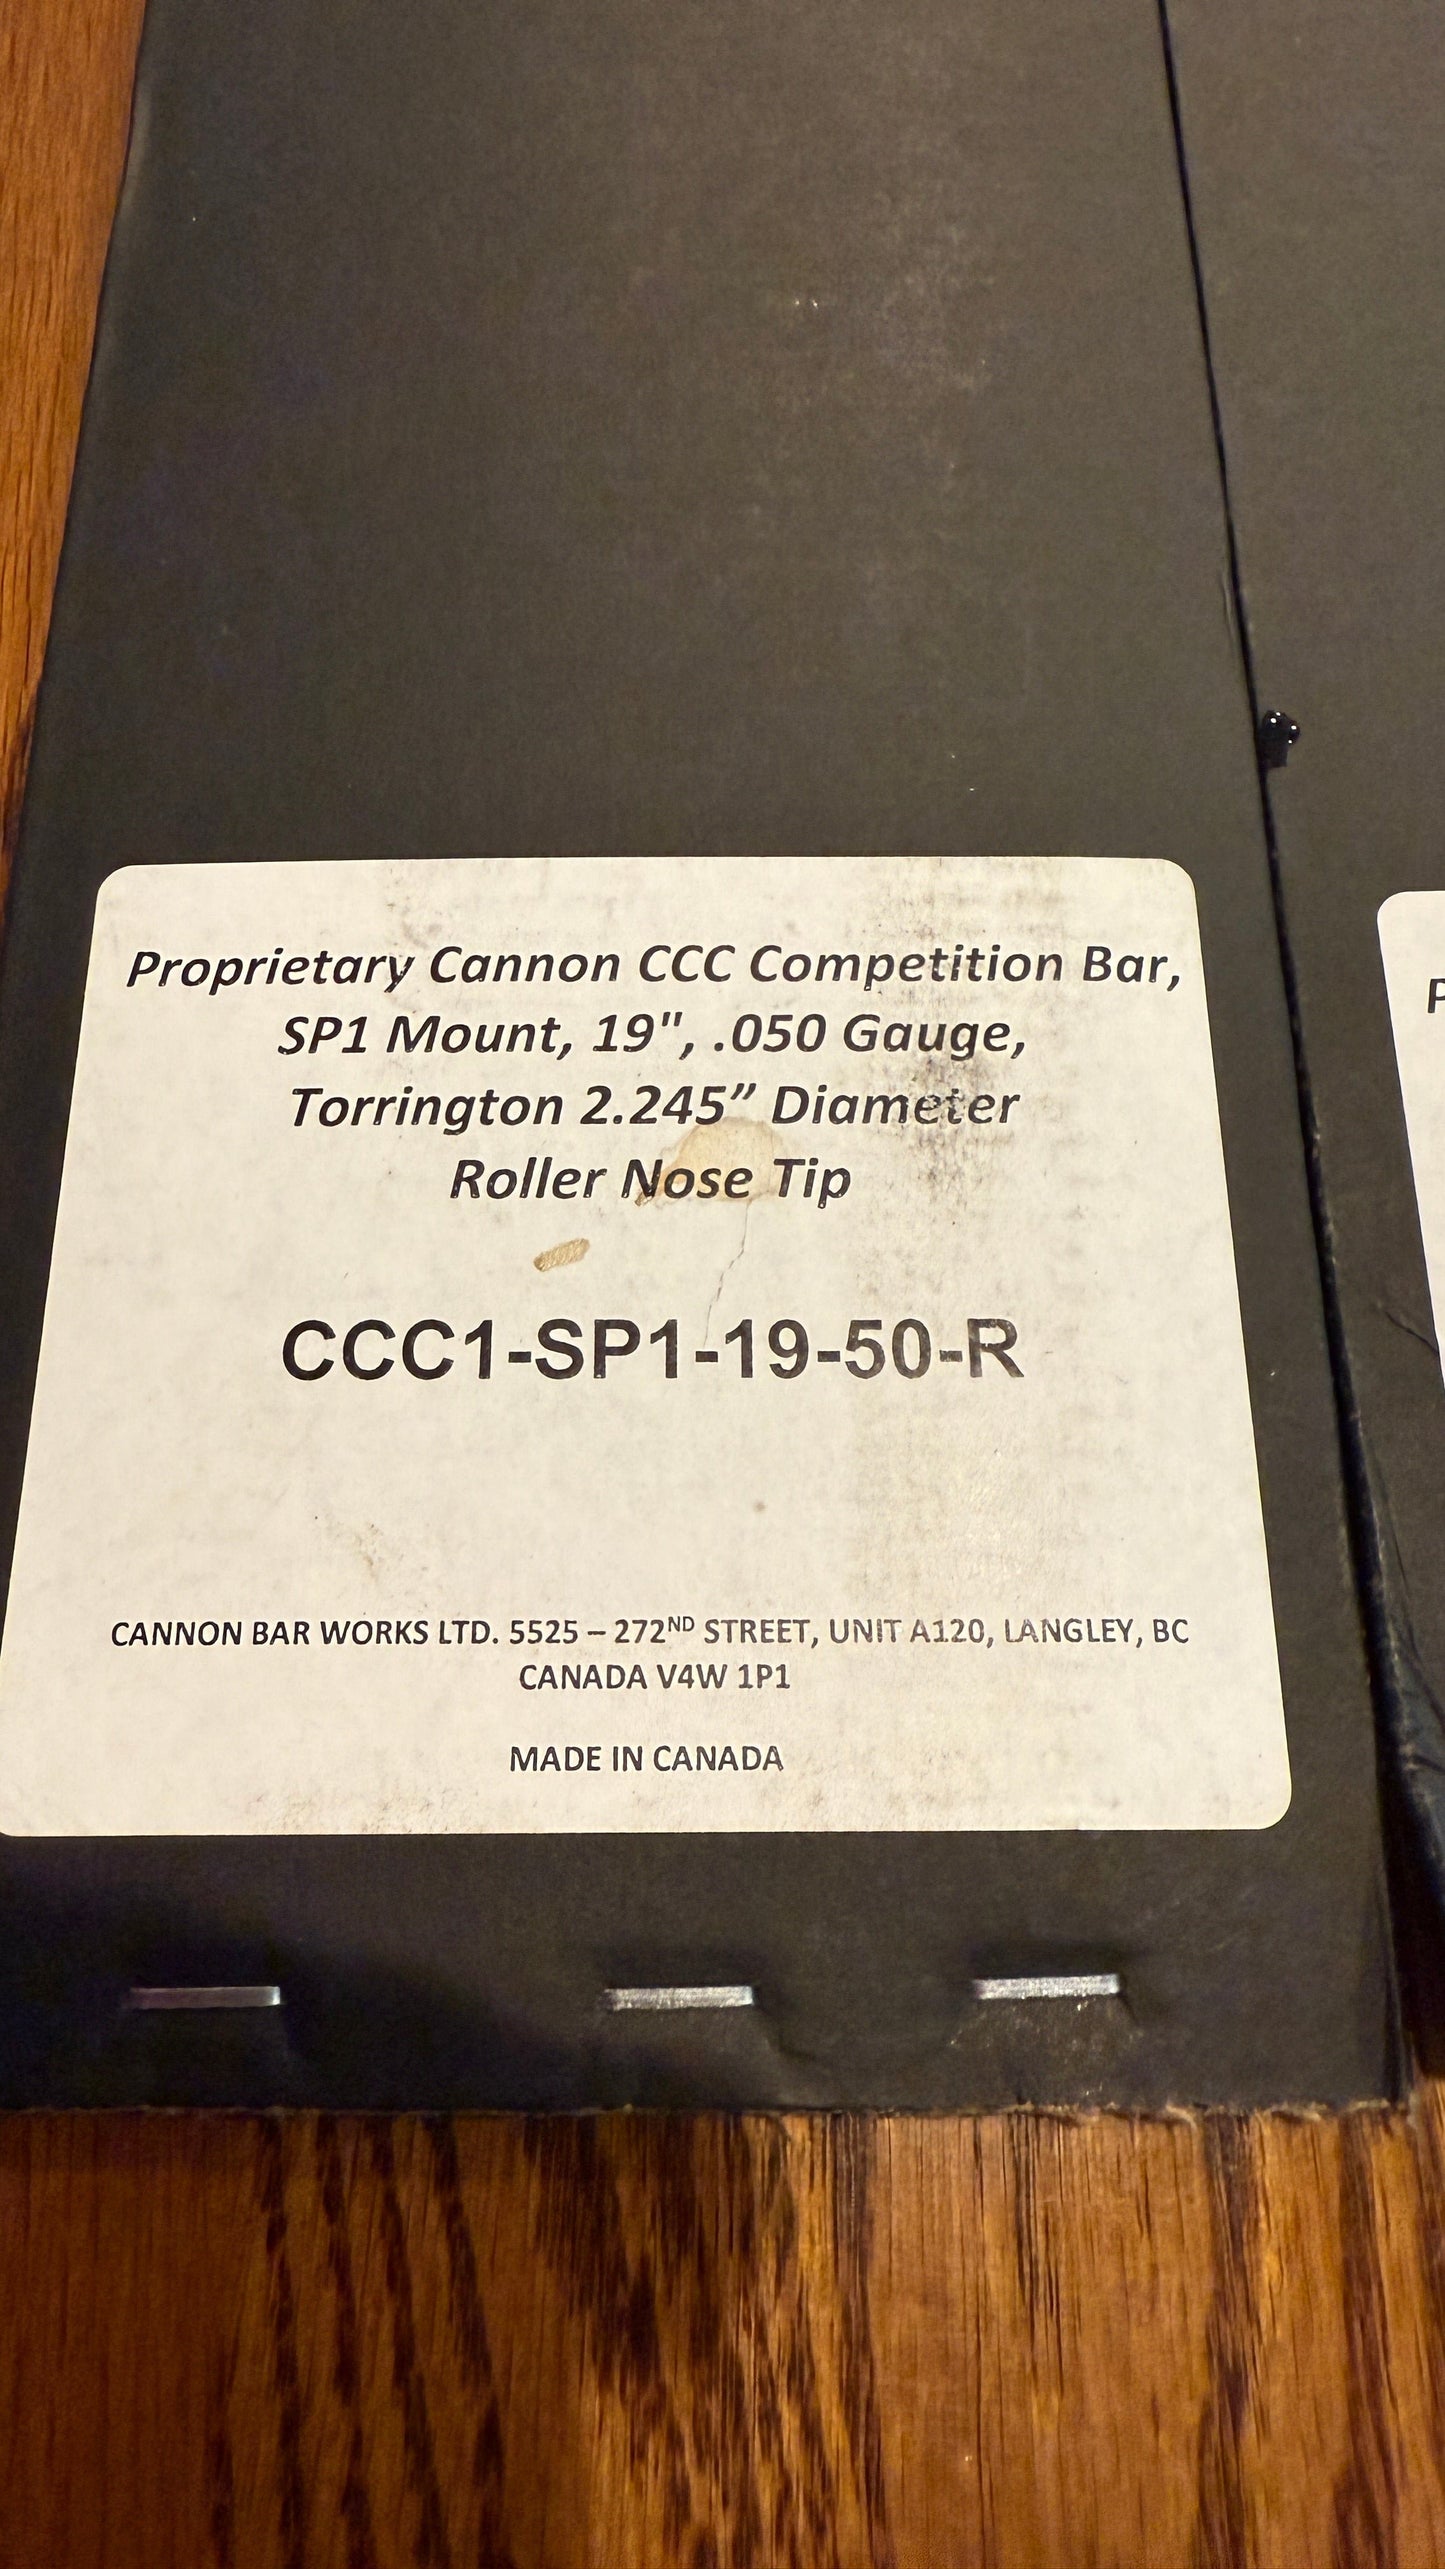 Proprietary Cannon CCC Competition Bar,
SP1 Mount, 19", .050 Gauge,
Torrington 2.245” Diameter
Roller Nose Tip
CCC1-SP1-19-50-R
CANNON BAR WORKS LTD. 5525 – 272ND STREET, UNIT A120, LANGLEY, BC
CANADA V4W 1P1
MADE IN CANADA